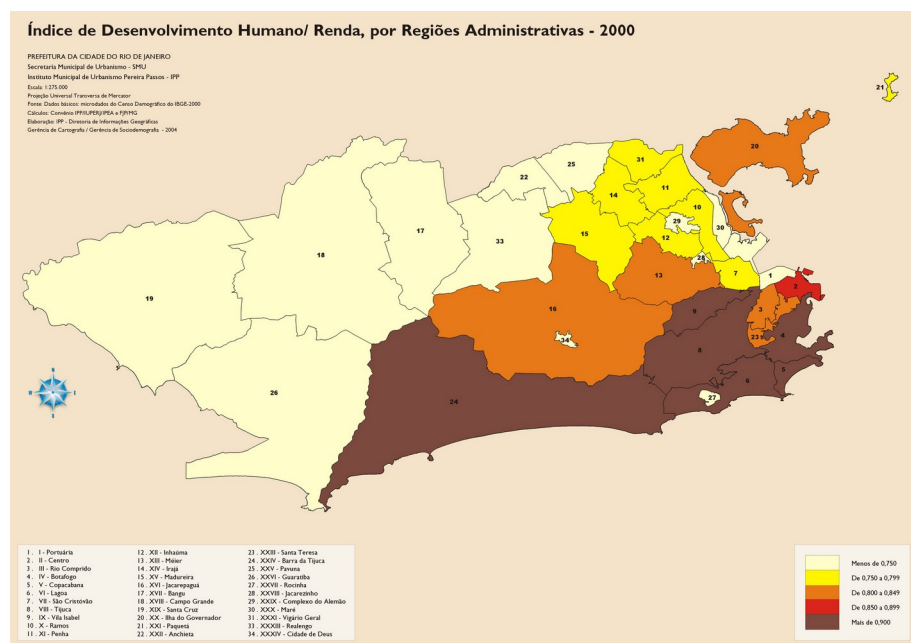 Índice de Desenvolvimento Humano/ Renda, por Regiões Administrativas - 2000
PREFEITURA DA CIDADE DO RIO DE JANEIRO
Secretaria Municipal de Urbanismo - SMU
Instituto Municipal de Urbanismo Pereira Passos - IPP
Escala: 1:275.000
Projeção Universal Transversa de Mercator
Fonte: Dados básicos: microdados do Censo Demográfico do IBGE-2000
Cálculos: Convênio IPP/IUPERJ/IPEA e FJP/MG
Elaboração: IPP - Diretoria de Informações Geográficas
Gerência de Cartografia / Gerência de Sociodemografia - 2004
21
20
31
25
22
11
14
10
29
30
15
12
17
33
18
28
13
7
1
2
19
16
3
9
34
23
4
8
5
6
26
27
24
N
W
E
S
1 . I - Portuária
2 . II - Centro
3 . III - Rio Comprido
4 . IV - Botafogo
5 . V - Copacabana
6 . VI - Lagoa
7 . VII - São Cristóvão
8 . VIII - Tijuca
9 . IX - Vila Isabel
10 . X - Ramos
11 . XI - Penha
12 . XII - Inhaúma
13 . XIII - Méier
14 . XIV - Irajá
15 . XV - Madureira
16 . XVI - Jacarepaguá
17 . XVII - Bangu
18 . XVIII - Campo Grande
19 . XIX - Santa Cruz
20 . XX - Ilha do Governador
21 . XXI - Paquetá
22 . XXII - Anchieta
23 . XXIII - Santa Teresa
24 . XXIV - Barra da Tijuca
25 . XXV - Pavuna
26 . XXVI - Guaratiba
27 . XXVII - Rocinha
28 . XXVIII - Jacarezinho
29 . XXIX - Complexo do Alemão
30 . XXX - Maré
31 . XXXI - Vigário Geral
33 . XXXIII - Realengo
34 . XXXIV - Cidade de Deus
Menos de 0,750
De 0,750 a 0,799
De 0,800 a 0,849
De 0,850 a 0,899
Mais de 0,900